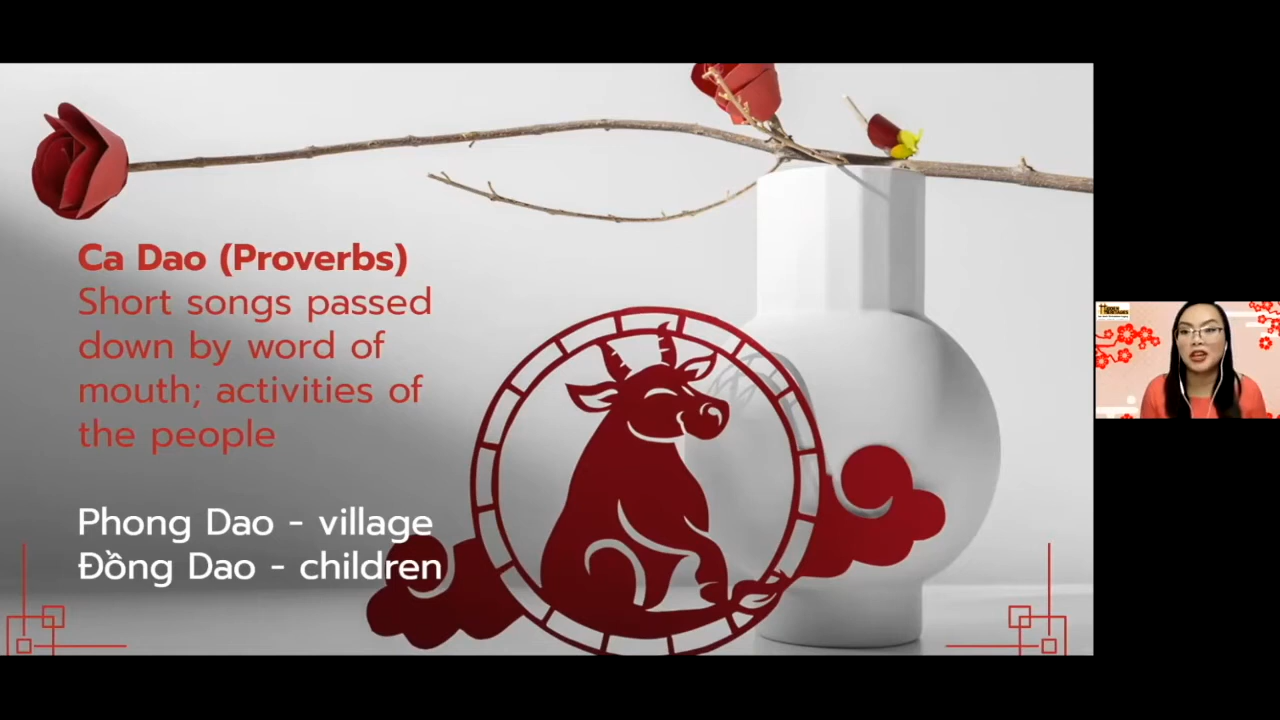 Ca Dao (Proverbs)
Short songs passed
down by word of
mouth; activities of
the people
Phong Dao - village
Đồng Dao - children